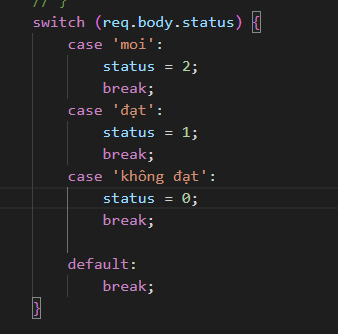 // }
switch (req.body.status) {
case 'moi':
status = 2;
break;
case 'đạt':
status = 1;
break;
case 'không đạt':
status = 0;
break;
default:
break;
}